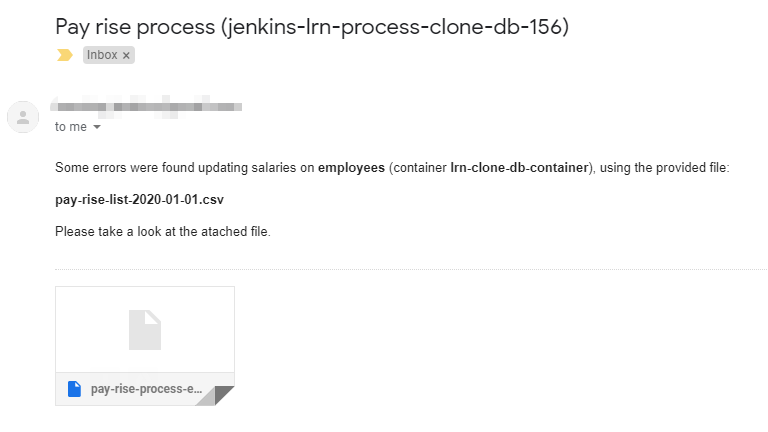 Pay rise process (jenkins-lrn-process-clone-db-156)
Inbox ×
to me
Some errors were found updating salaries on employees (container lrn-clone-db-container), using the provided file:
pay-rise-list-2020-01-01.csv
Please take a look at the atached file.
pay-rise-process-e...